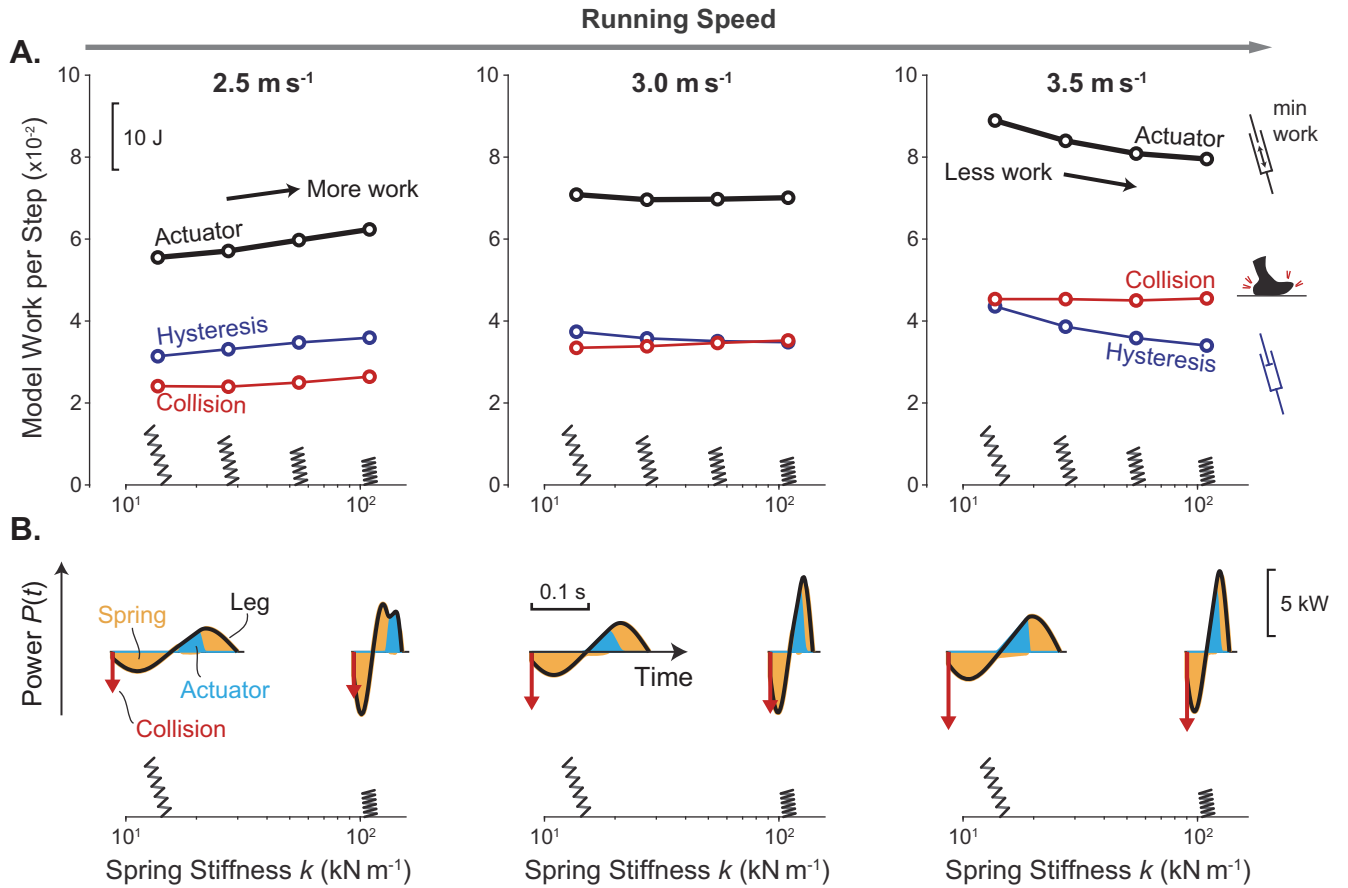 Running Speed
A.
2.5 m s⁻¹
3.0 m s⁻¹
3.5 m s⁻¹
Model Work per Step (x10⁻²)
10
8
6
4
2
0
10 J
More work
Actuator
Hysteresis
Collision
10¹
10²
10
8
6
4
2
0
10¹
10²
10
8
6
4
2
0
Actuator
Less work
Collision
Hysteresis
10¹
10²
min
work
B.
Power P(t)
Spring
Leg
Actuator
Collision
0.1 s
Time
5 kW
10¹
10²
10¹
10²
10¹
10²
Spring Stiffness k (kN m⁻¹)
Spring Stiffness k (kN m⁻¹)
Spring Stiffness k (kN m⁻¹)